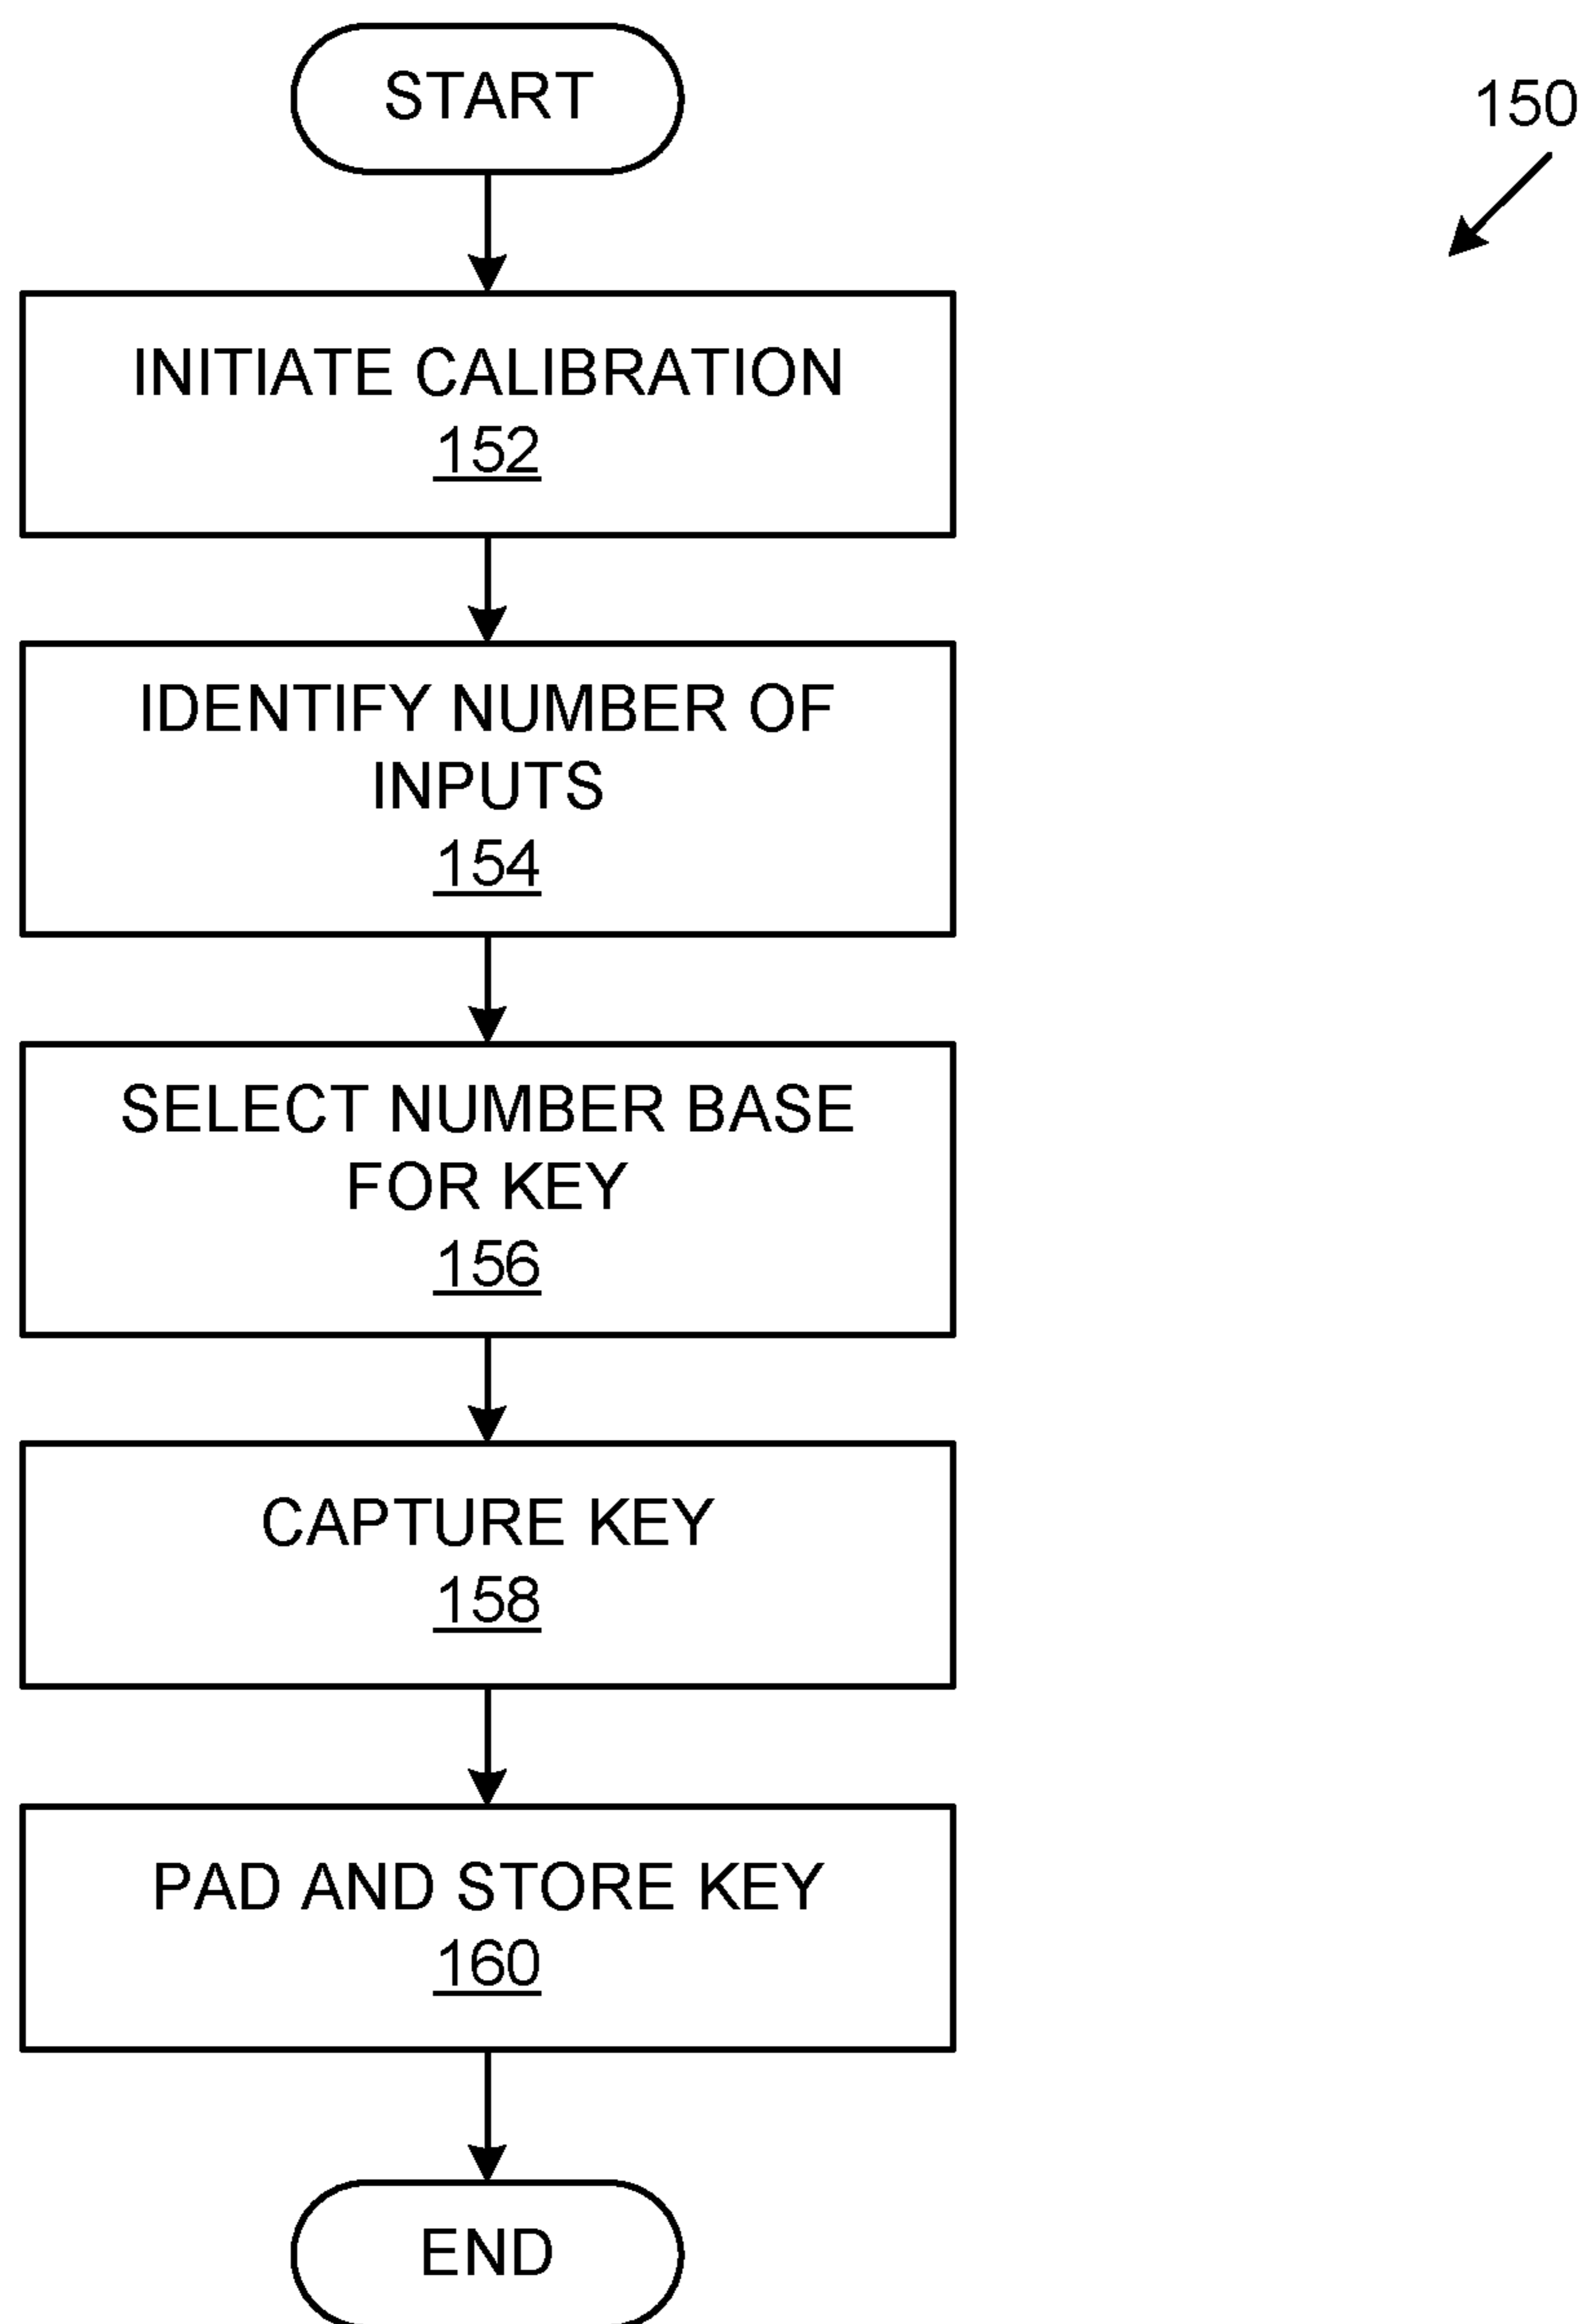 START
150
INITIATE CALIBRATION
152
IDENTIFY NUMBER OF
INPUTS
154
SELECT NUMBER BASE
FOR KEY
156
CAPTURE KEY
158
PAD AND STORE KEY
160
END